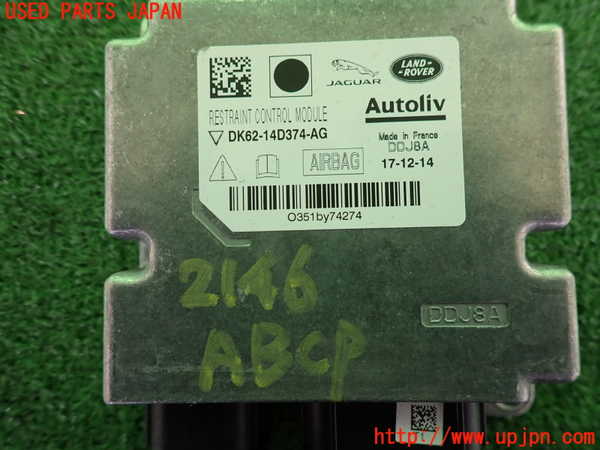 USED PARTS JAPAN
JAGUAR
LAND-
ROVER
RESTRAINT CONTROL MODULE
DK62-14D374-AG
Autoliv
Made in France
DDJ8A
17-12-14
AIRBAG
O351by74274
2146
ABCP
DDJ8A
http://www.upjpn.com/